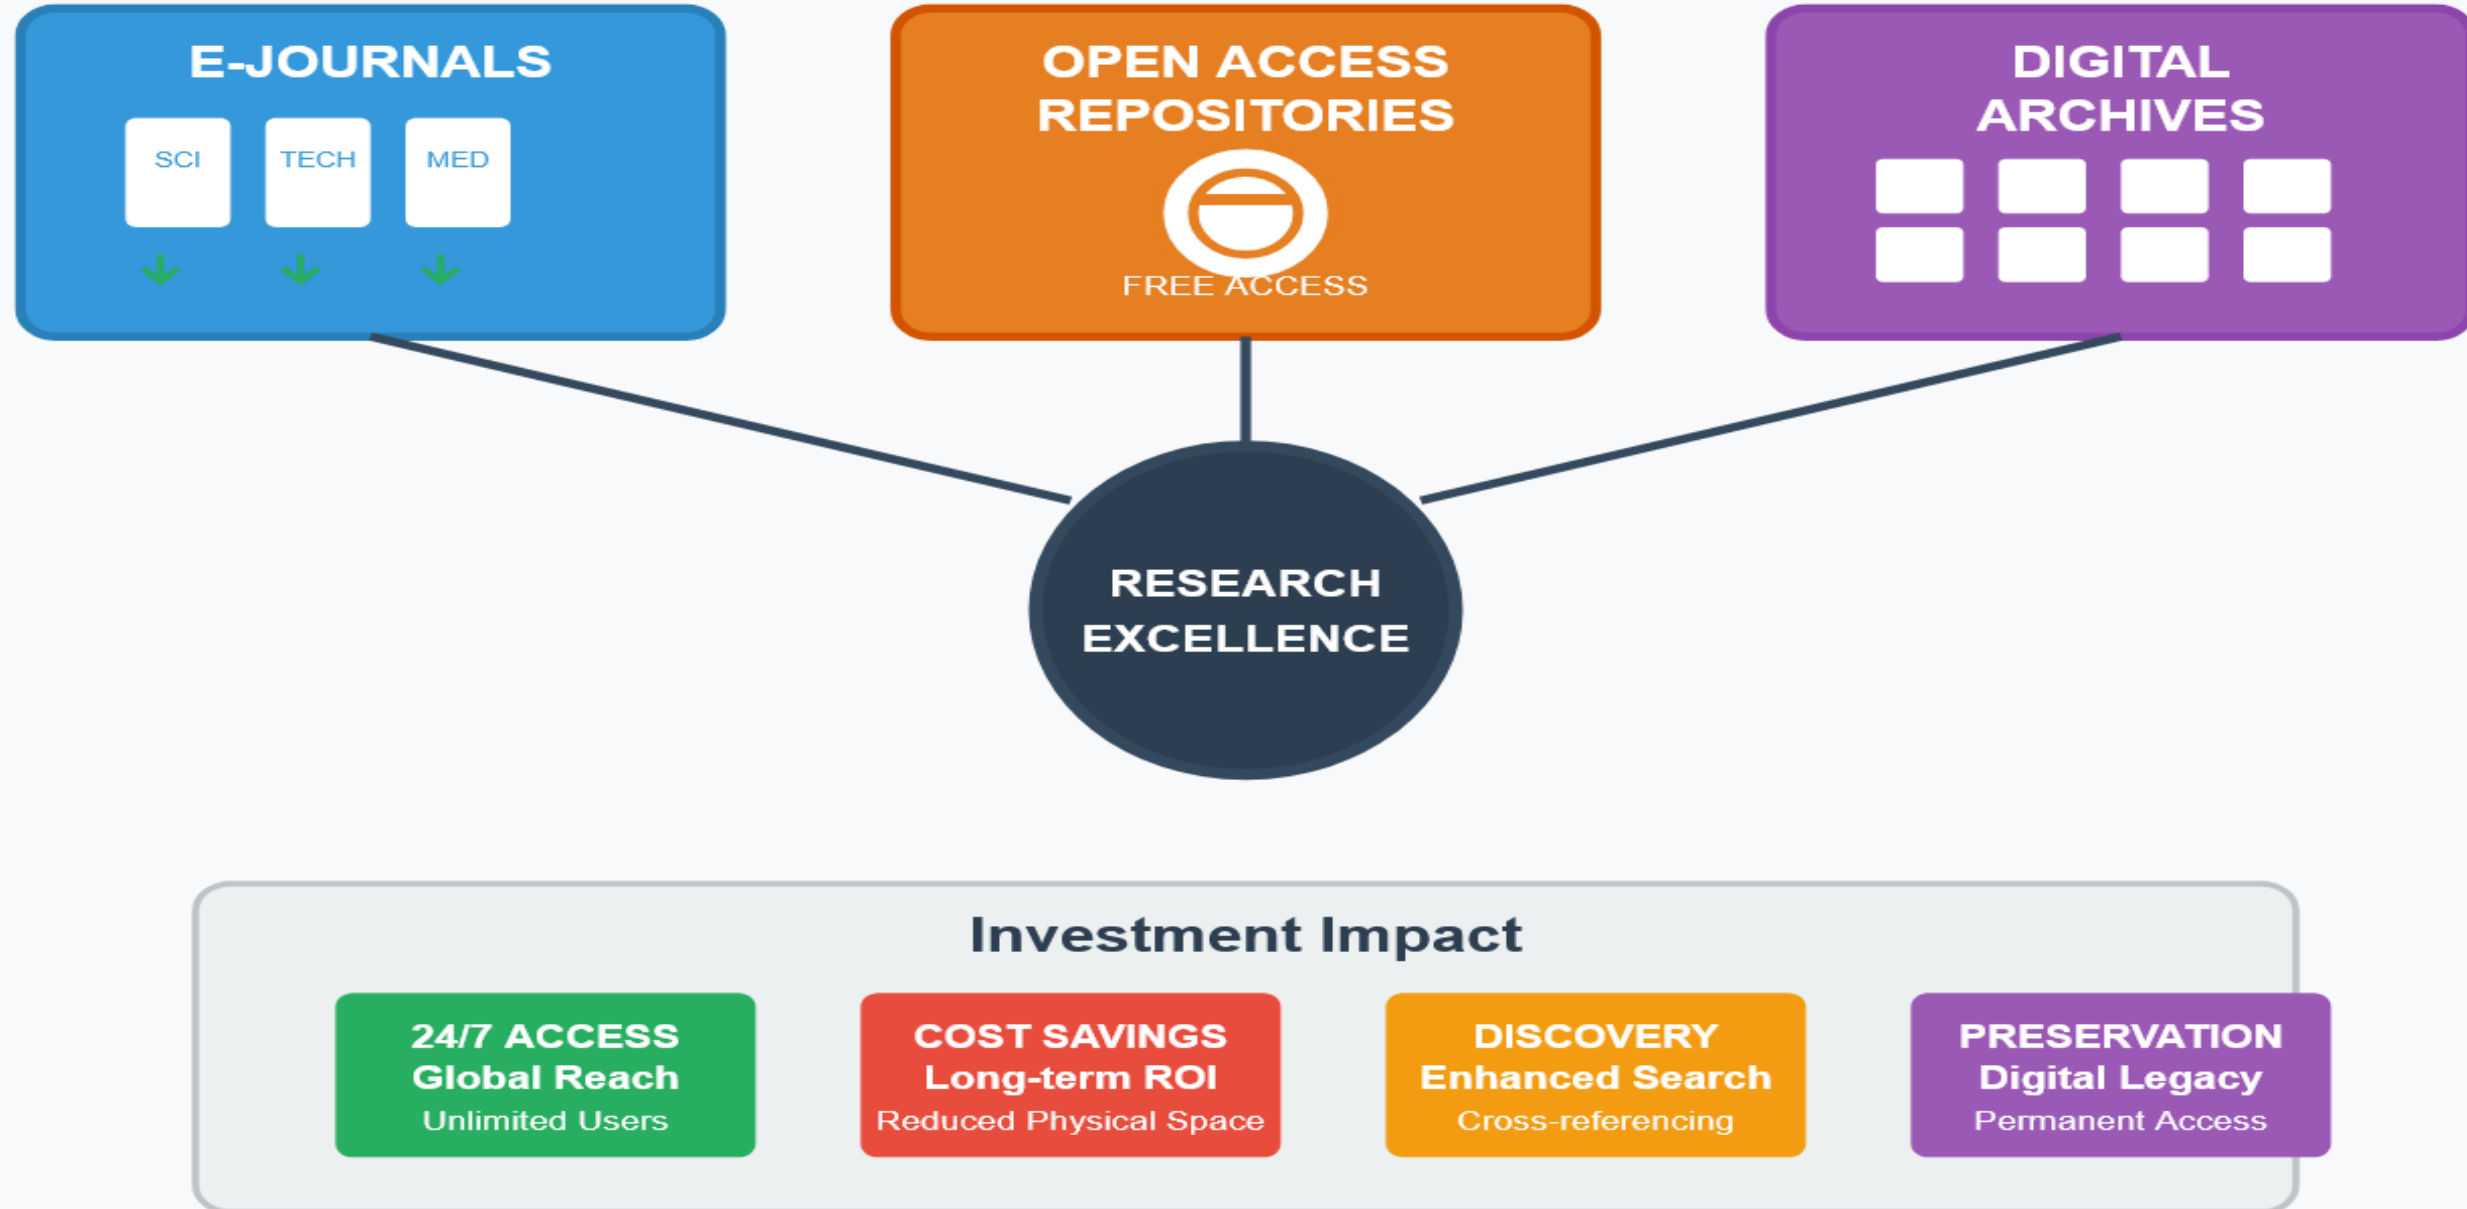 E-JOURNALS
SCI
TECH
MED
OPEN ACCESS
REPOSITORIES
FREE ACCESS
DIGITAL
ARCHIVES
RESEARCH
EXCELLENCE
Investment Impact
24/7 ACCESS
Global Reach
Unlimited Users
COST SAVINGS
Long-term ROI
Reduced Physical Space
DISCOVERY
Enhanced Search
Cross-referencing
PRESERVATION
Digital Legacy
Permanent Access